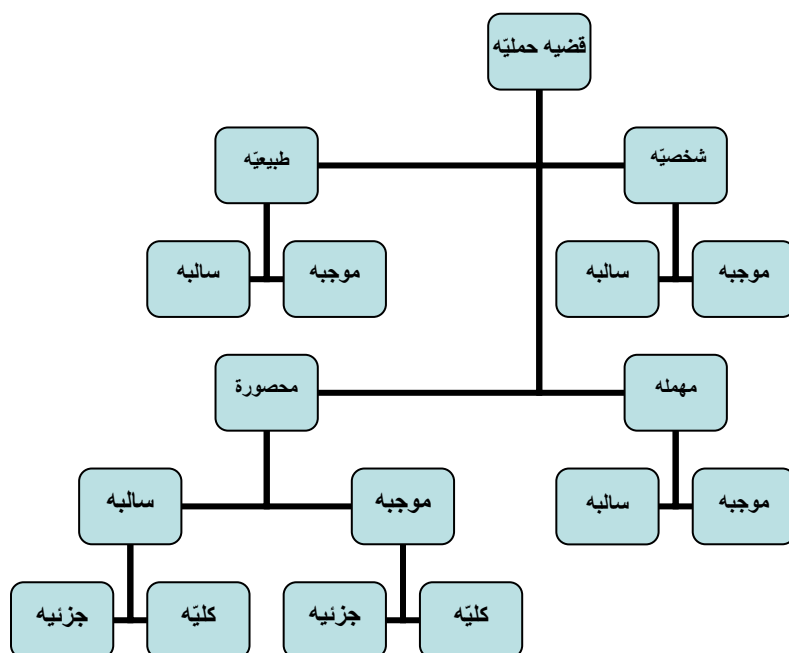 قضیه حملیّه
شخصیّه
طبیعیّه
موجبه
سالبه
موجبه
سالبه
مهمله
محصورة
موجبه
سالبه
موجبه
سالبه
کلیّه
جزئیه
کلیّه
جزئیه